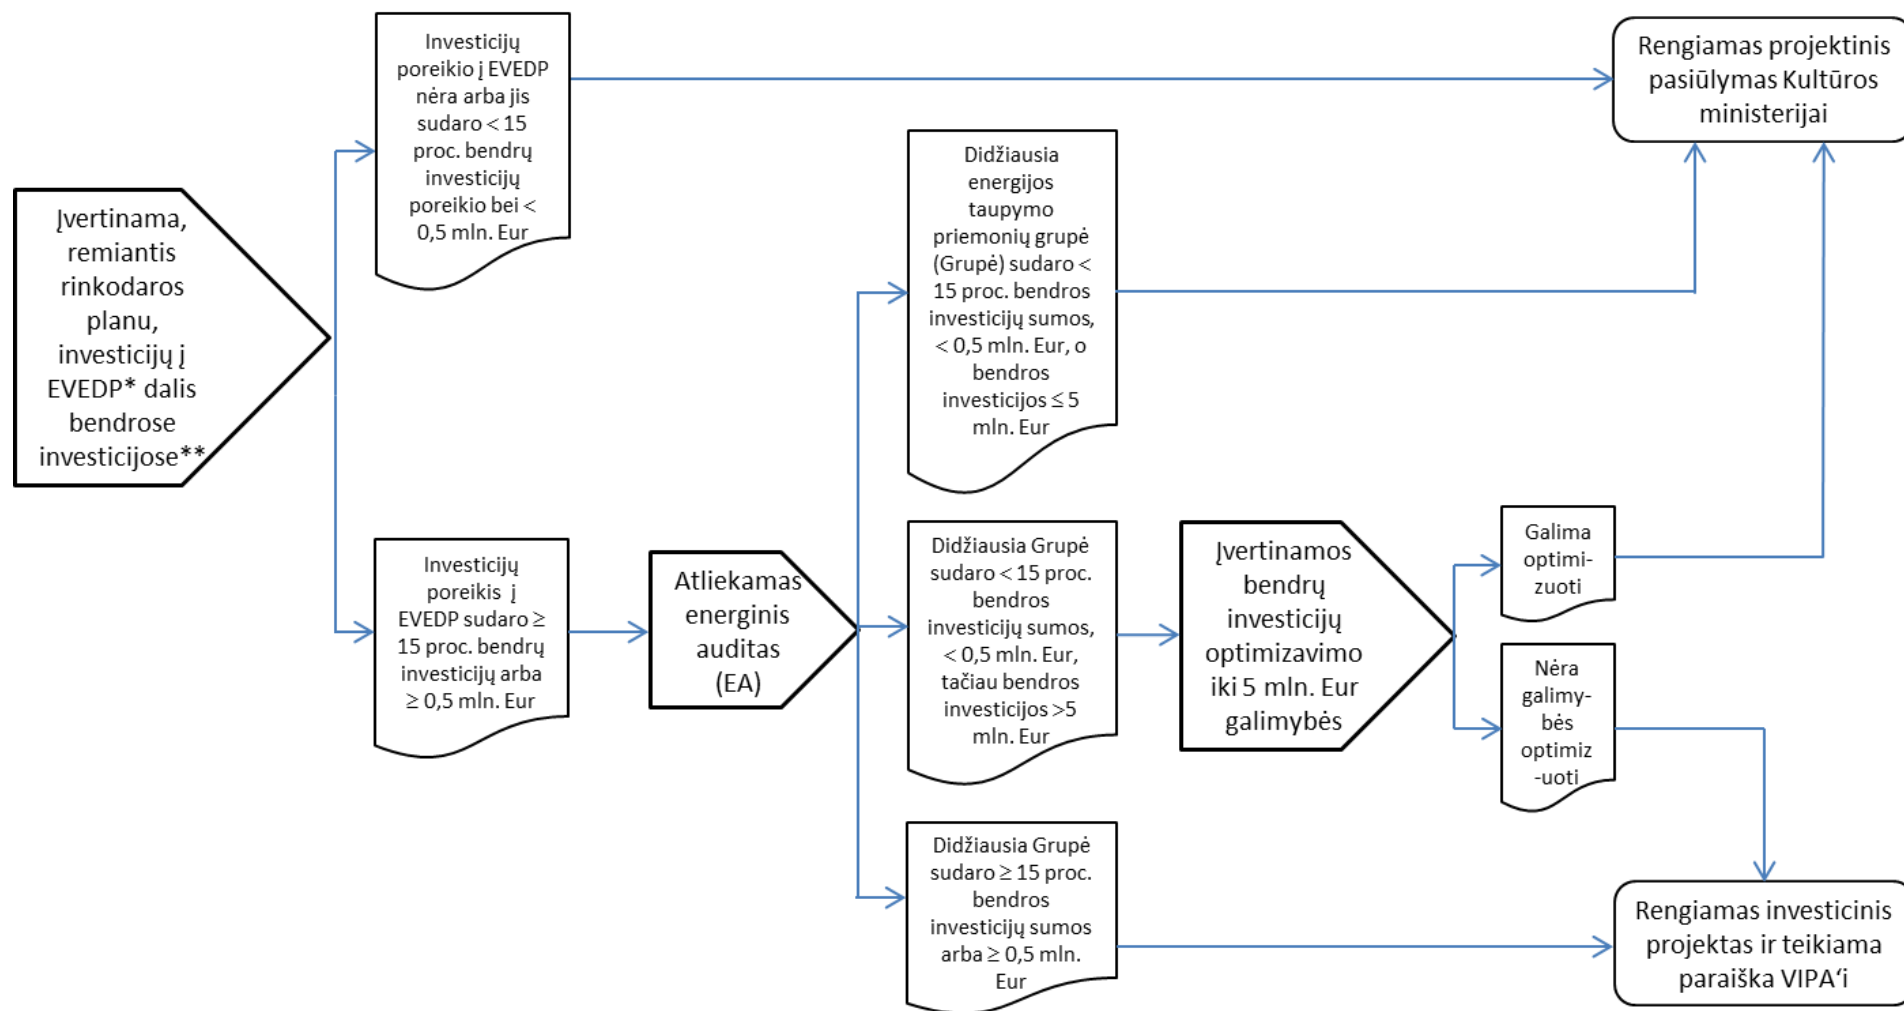 Įvertinama,
remiantis
rinkodaros
planu,
investicijų į
EVEDP* dalis
bendrose
investicijose**
Investicijų
poreikio į EVEDP
nėra arba jis
sudaro < 15
proc. bendrų
investicijų
poreikio bei <
0,5 mln. Eur
Investicijų
poreikis į
EVEDP sudaro ≥
15 proc. bendrų
investicijų arba
≥ 0,5 mln. Eur
Atliekamas
energinis
auditas
(EA)
Didžiausia
energijos
taupymo
priemonių grupė
(Grupė) sudaro <
15 proc. bendros
investicijų sumos,
< 0,5 mln. Eur, o
bendros
investicijos ≤ 5
mln. Eur
Didžiausia Grupė
sudaro < 15 proc.
bendros
investicijų sumos,
< 0,5 mln. Eur,
tačiau bendros
investicijos >5
mln. Eur
Didžiausia Grupė
sudaro ≥ 15 proc.
bendros
investicijų sumos
arba ≥ 0,5 mln.
Eur
Įvertinamos
bendrų
investicijų
optimizavimo
iki 5 mln. Eur
galimybės
Galima
optimi-
zuoti
Nėra
galimy-
bės
optimiz
-uoti
Rengiamas projektinis
pasiūlymas Kultūros
ministerijai
Rengiamas investicinis
projektas ir teikiama
paraiška VIPA‘i